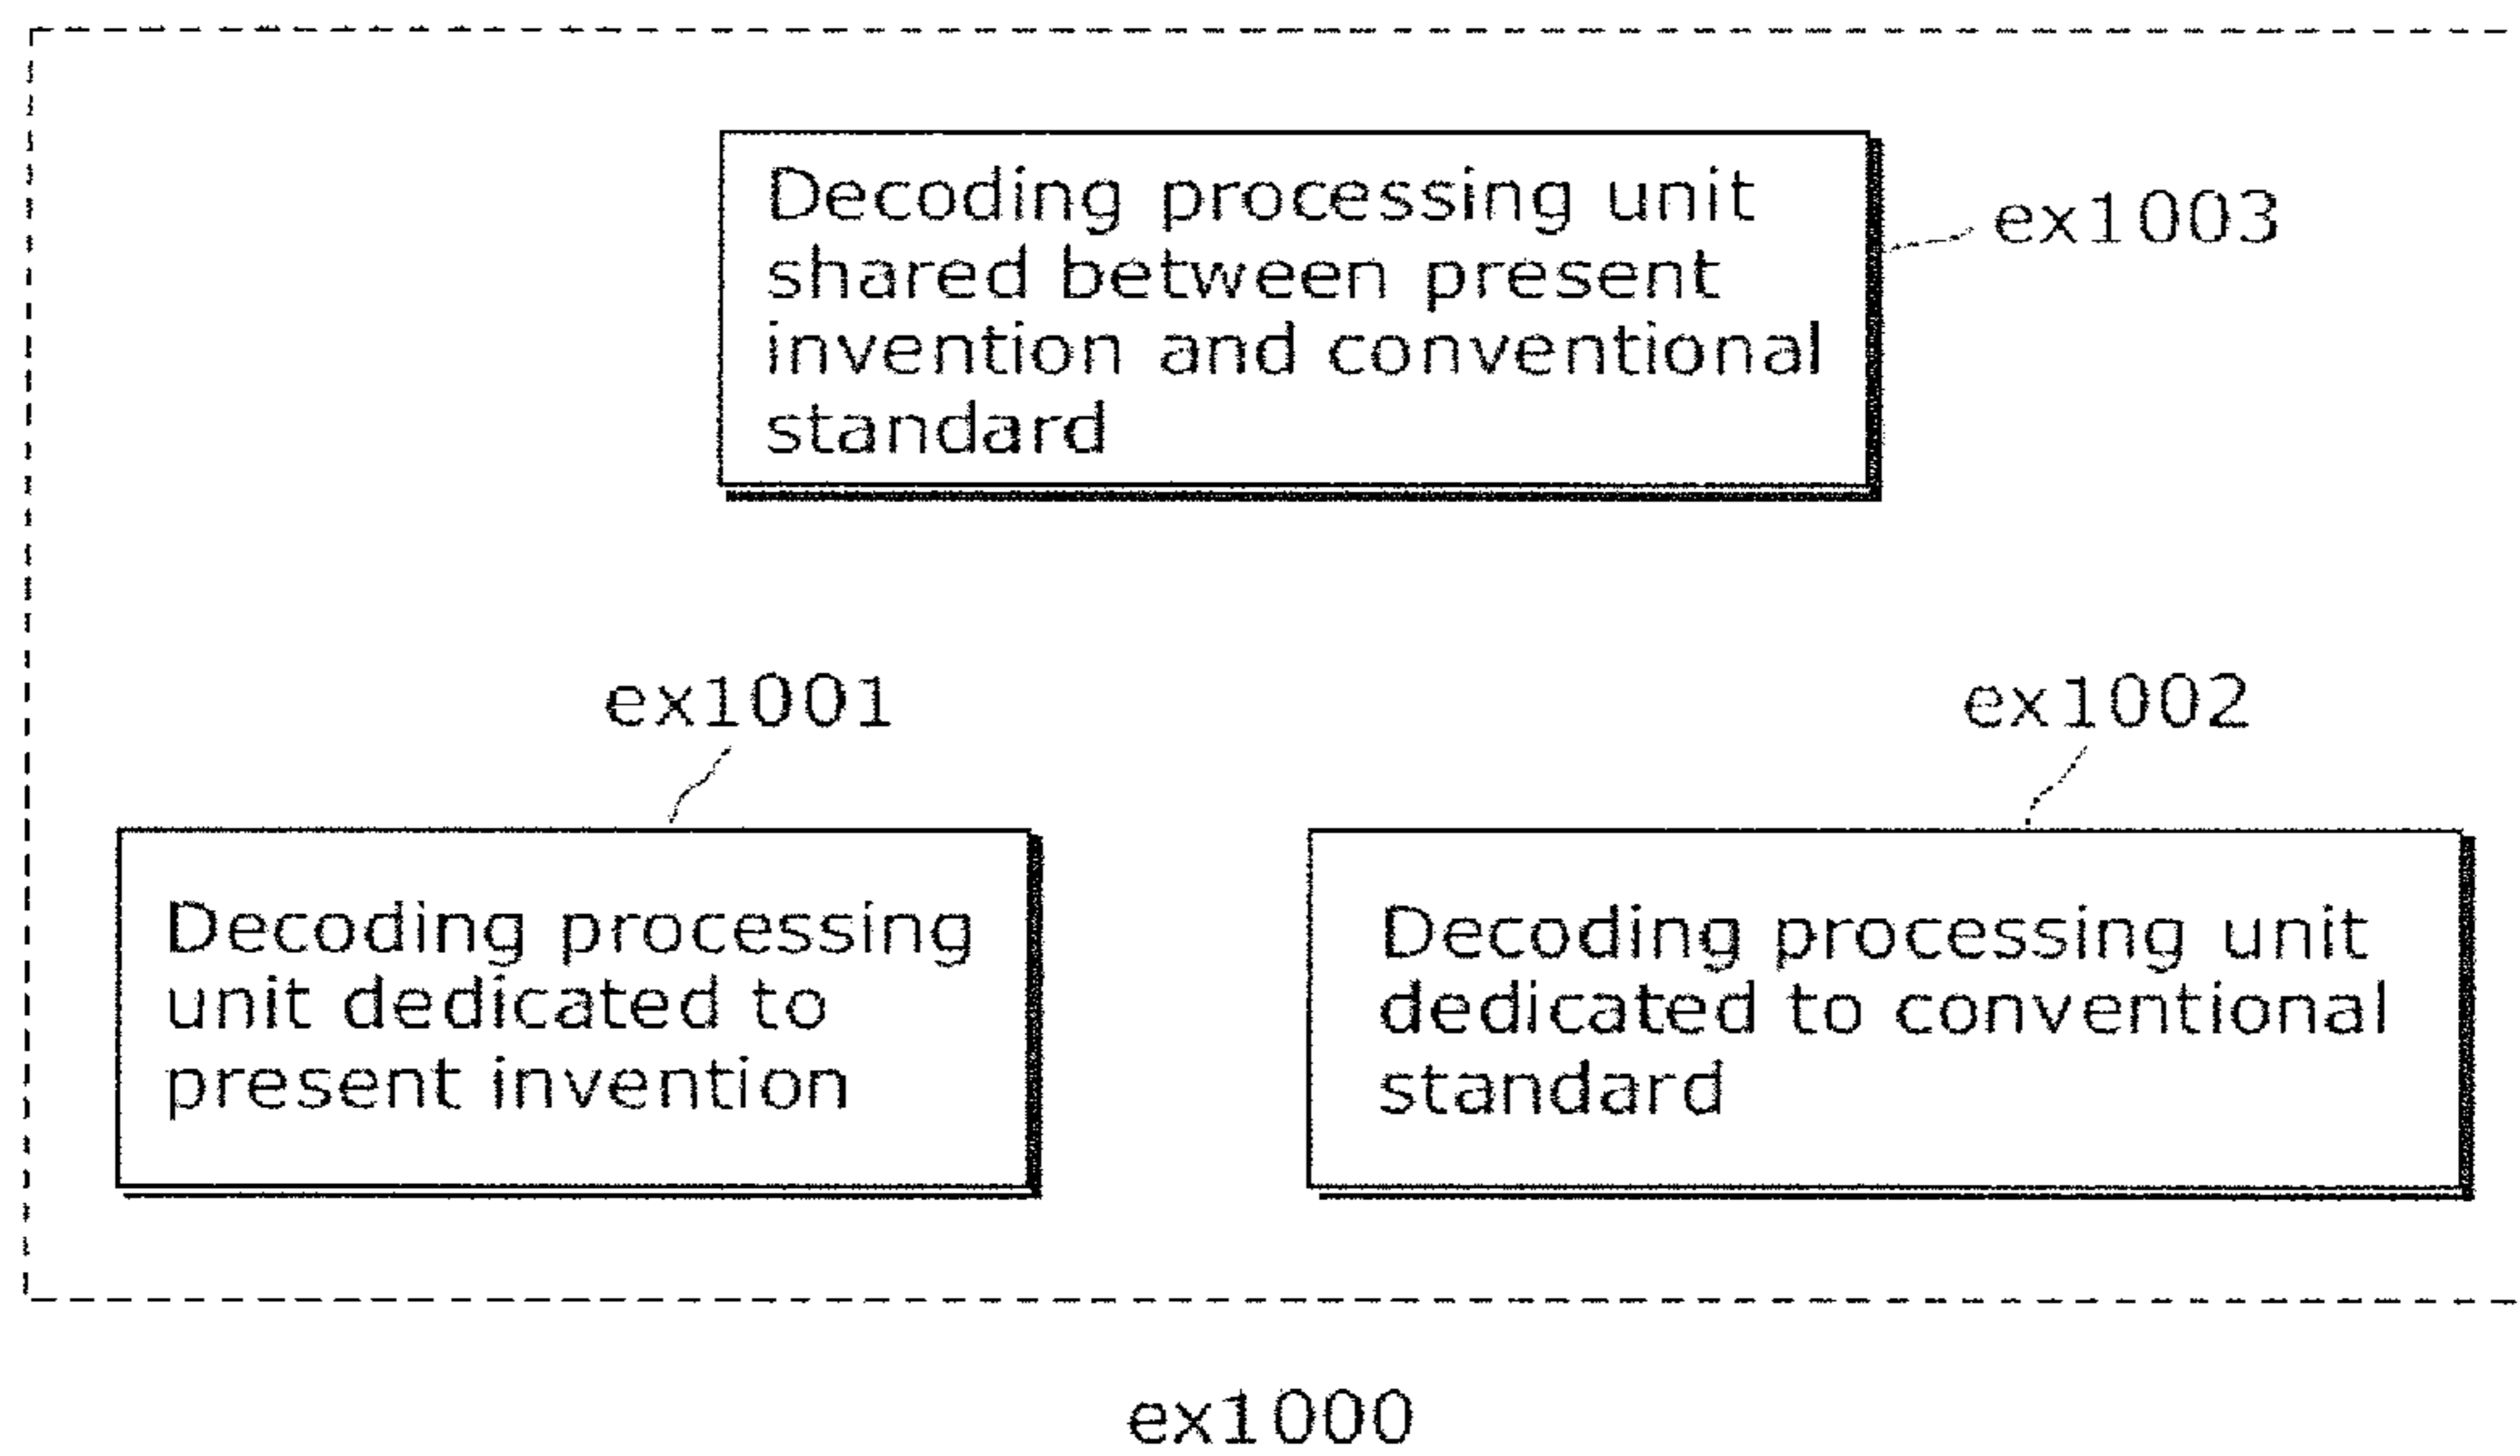 Decoding processing unit
shared between present
invention and conventional
standard
ex1003
ex1001
ex1002
Decoding processing
unit dedicated to
present invention
Decoding processing unit
dedicated to conventional
standard
ex1000